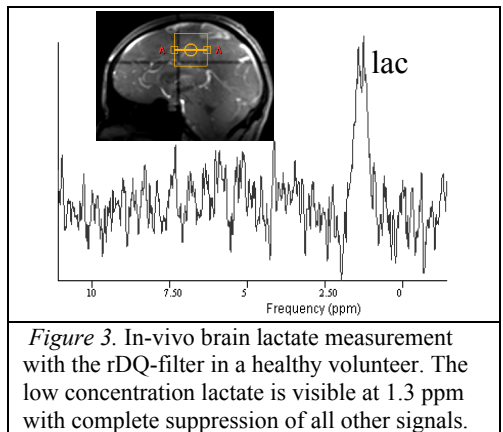 A A
lac
10 7.50 5 2.50 0
Frequency (ppm)
Figure 3. In-vivo brain lactate measurement
with the rDQ-filter in a healthy volunteer. The
low concentration lactate is visible at 1.3 ppm
with complete suppression of all other signals.